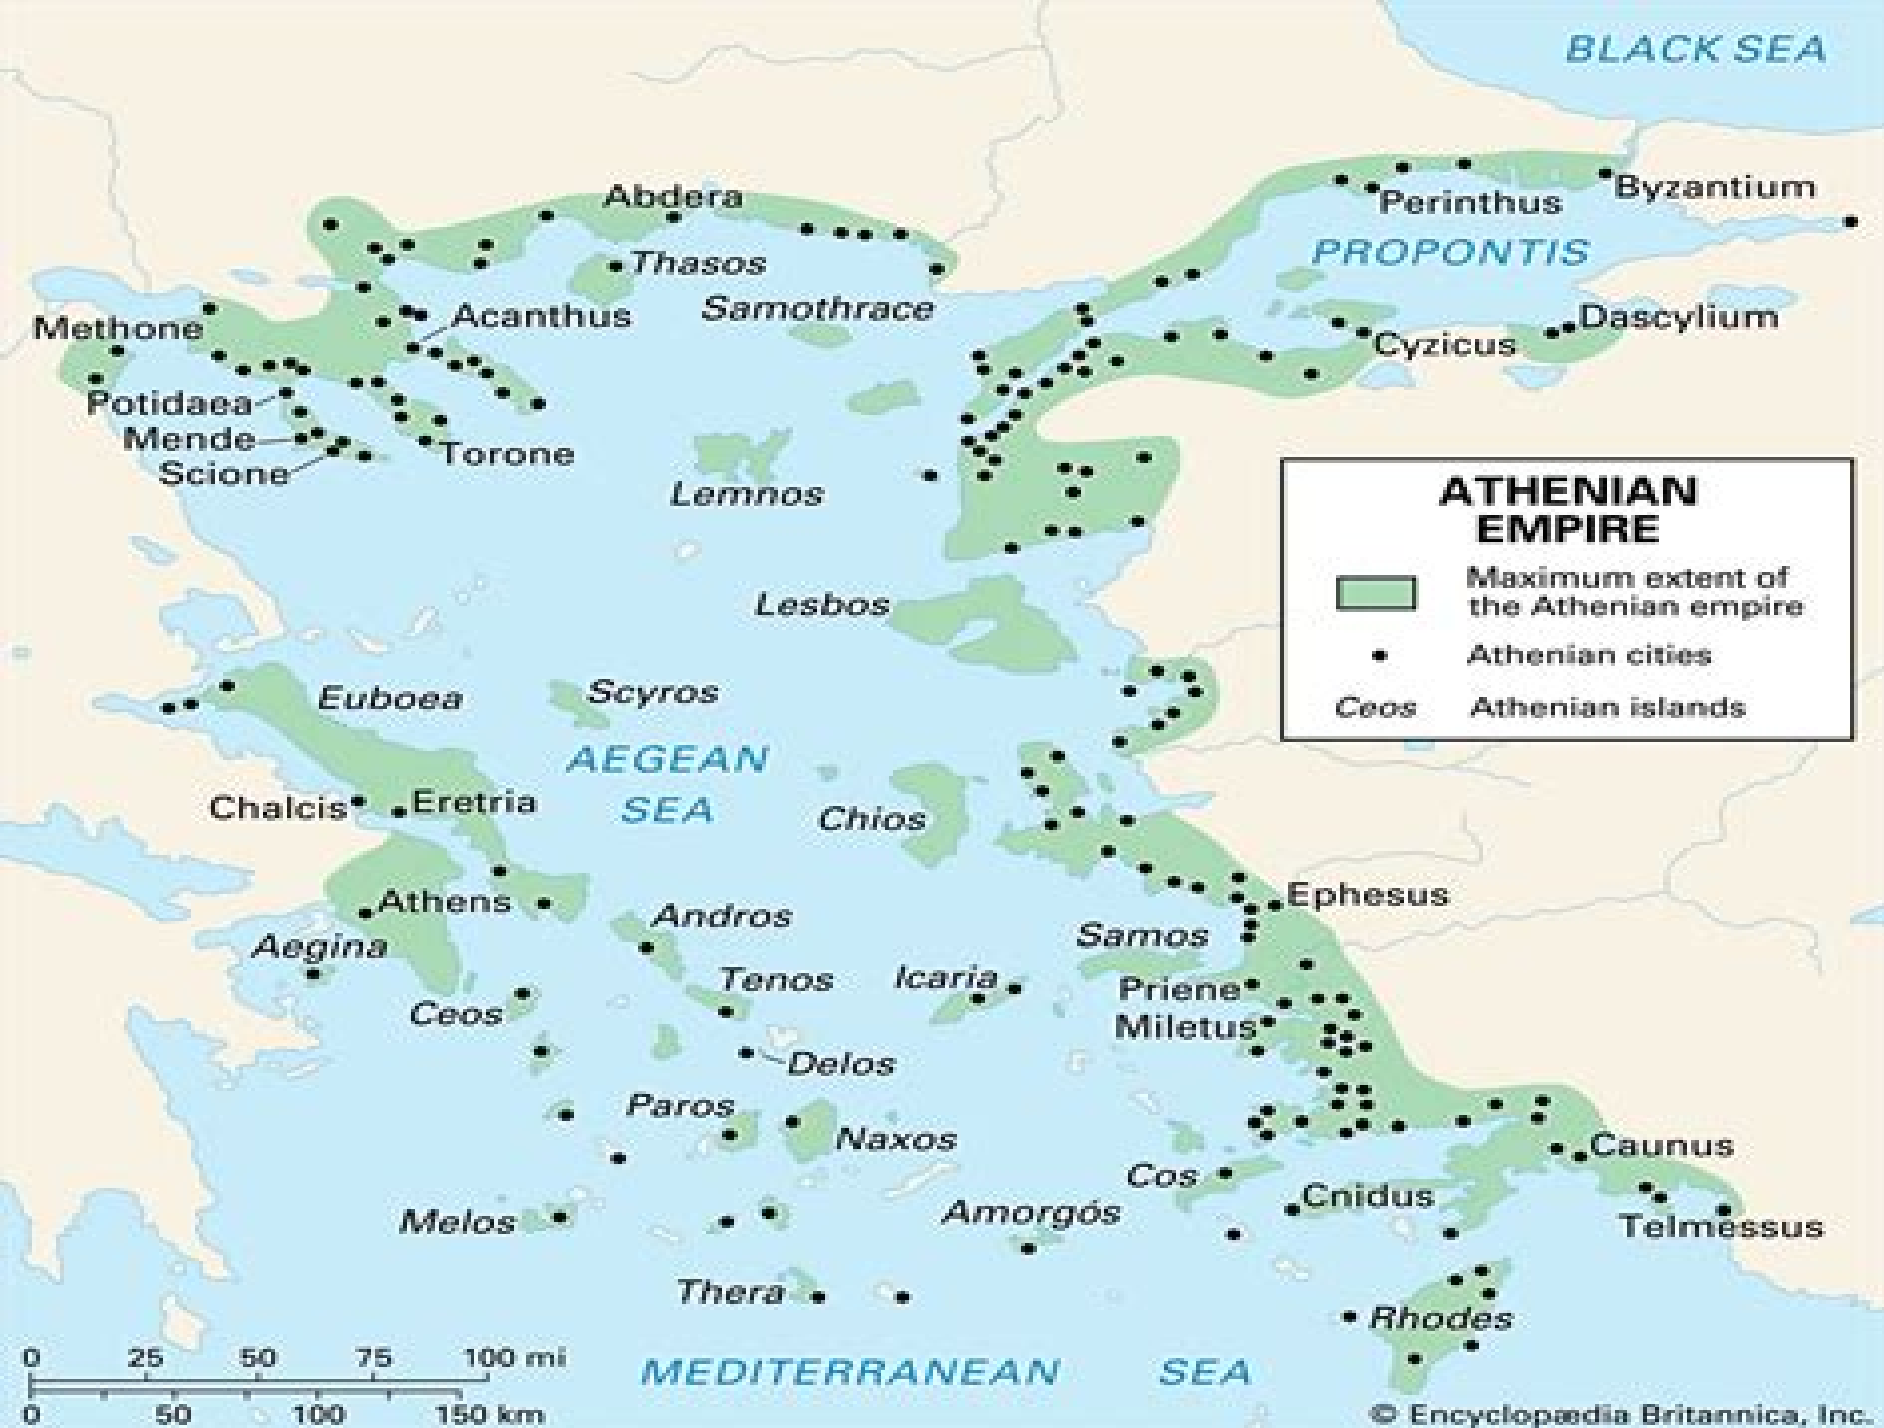 BLACK SEA
Abdera
Byzantium
Perinthus
PROPONTIS
Thasos
Samothrace
Acanthus
Methone
Dascylium
Cyzicus
Potidaea
Mende
Scione
Torone
Lemnos
ATHENIAN
EMPIRE
Maximum extent of
the Athenian empire
Athenian cities
Ceos Athenian islands
Lesbos
Euboea
Scyros
AEGEAN
SEA
Chalcis
Eretria
Chios
Athens
Ephesus
Andros
Samos
Aegina
Tenos
Icaria
Priene
Ceos
Miletus
Delos
Paros
Naxos
Caunus
Cos
Cnidus
Melos
Amorgós
Telmessus
Thera
Rhodes
0 25 50 75 100 mi
0 50 100 150 km
MEDITERRANEAN SEA
© Encyclopædia Britannica, Inc.